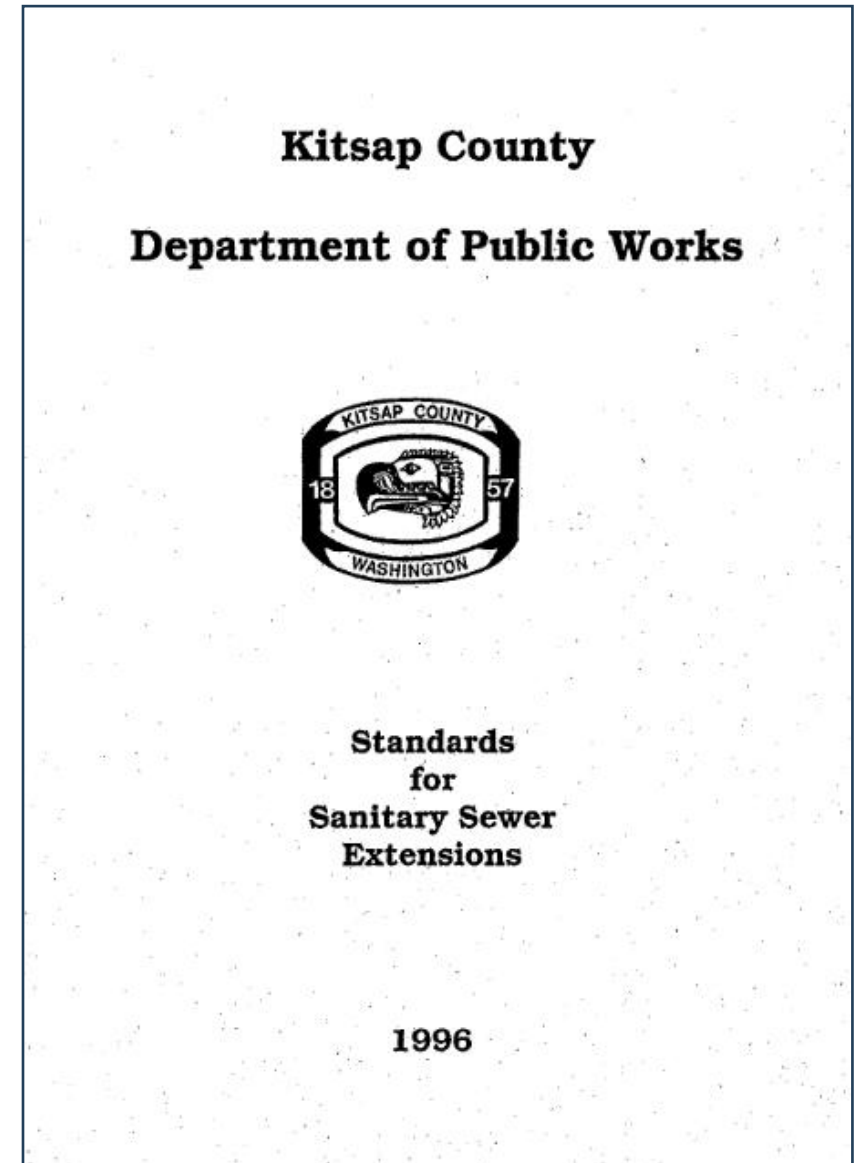 Kitsap County
Department of Public Works
KITSAP COUNTY
18 57
WASHINGTON
Standards
for
Sanitary Sewer
Extensions
1996